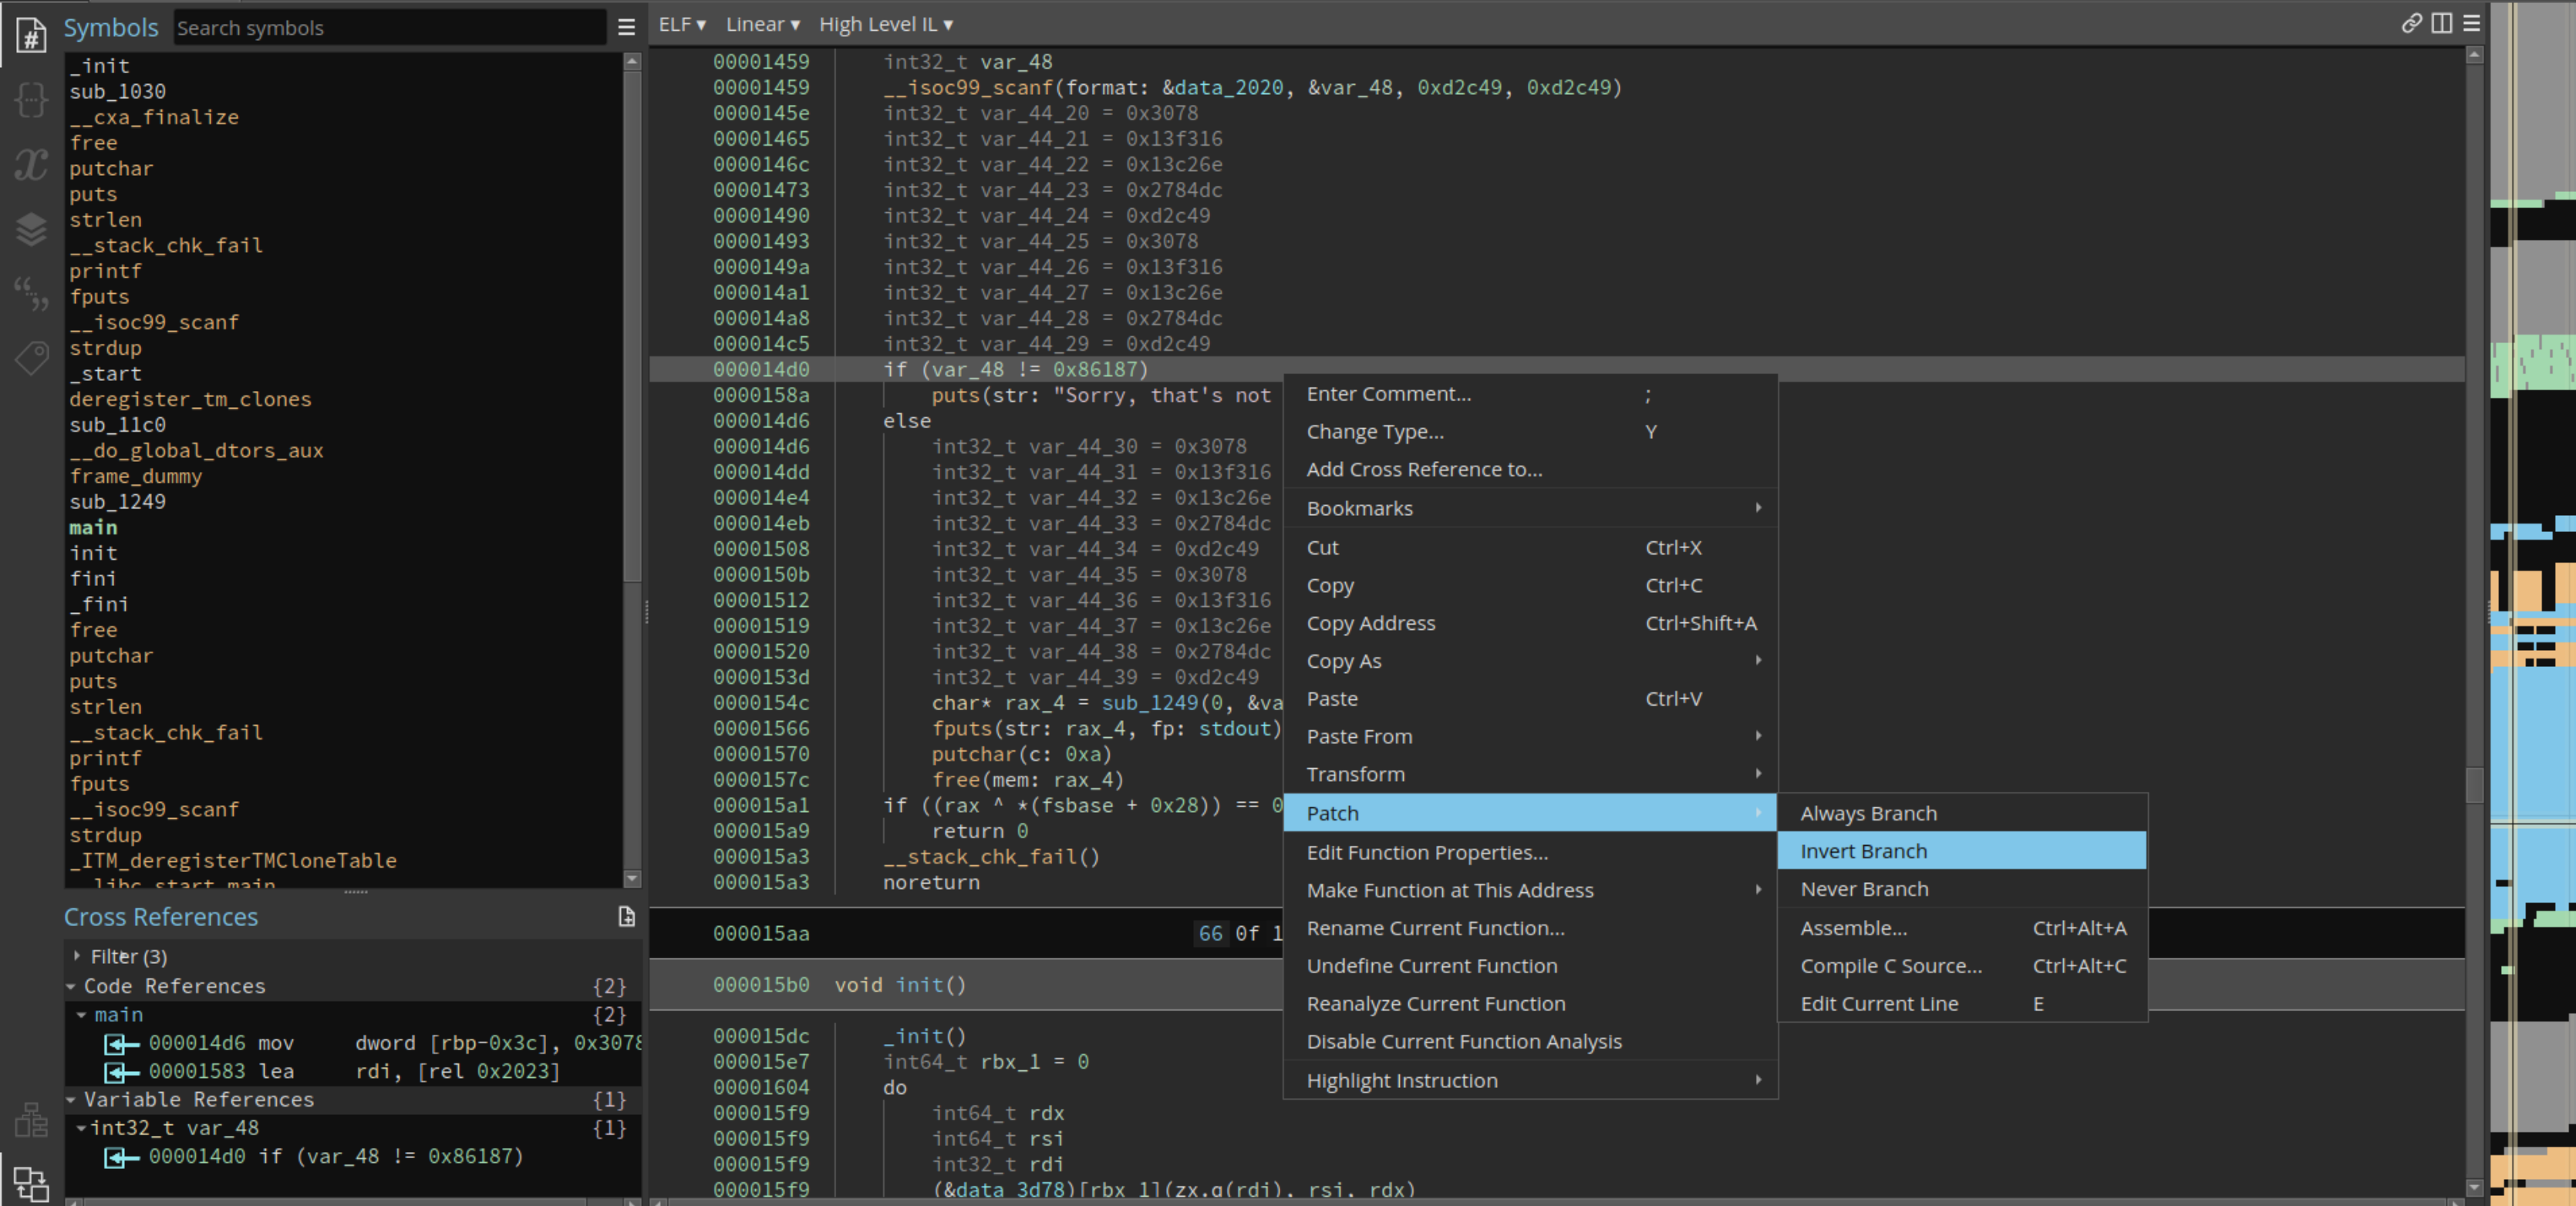 Symbols
Search symbols
_init
sub_1030
__cxa_finalize
free
putchar
puts
strlen
__stack_chk_fail
printf
fputs
__isoc99_scanf
strdup
_start
deregister_tm_clones
sub_11c0
__do_global_dtors_aux
frame_dummy
sub_1249
main
init
fini
_fini
free
putchar
puts
strlen
__stack_chk_fail
printf
fputs
__isoc99_scanf
strdup
_ITM_deregisterTMCloneTable
__libc_start_main
Cross References
Filter (3)
Code References {2}
main {2}
000014d6 mov dword [rbp-0x3c], 0x3078
00001583 lea rdi, [rel 0x2023]
Variable References {1}
int32_t var_48 {1}
000014d0 if (var_48 != 0x86187)
ELF ▾ Linear ▾ High Level IL ▾
00001459 int32_t var_48
00001459 __isoc99_scanf(format: &data_2020, &var_48, 0xd2c49, 0xd2c49)
0000145e int32_t var_44_20 = 0x3078
00001465 int32_t var_44_21 = 0x13f316
0000146c int32_t var_44_22 = 0x13c26e
00001473 int32_t var_44_23 = 0x2784dc
00001490 int32_t var_44_24 = 0xd2c49
00001493 int32_t var_44_25 = 0x3078
0000149a int32_t var_44_26 = 0x13f316
000014a1 int32_t var_44_27 = 0x13c26e
000014a8 int32_t var_44_28 = 0x2784dc
000014c5 int32_t var_44_29 = 0xd2c49
000014d0 if (var_48 != 0x86187)
0000158a puts(str: "Sorry, that's not
000014d6 else
000014d6 int32_t var_44_30 = 0x3078
000014dd int32_t var_44_31 = 0x13f316
000014e4 int32_t var_44_32 = 0x13c26e
000014eb int32_t var_44_33 = 0x2784dc
00001508 int32_t var_44_34 = 0xd2c49
0000150b int32_t var_44_35 = 0x3078
00001512 int32_t var_44_36 = 0x13f316
00001519 int32_t var_44_37 = 0x13c26e
00001520 int32_t var_44_38 = 0x2784dc
0000153d int32_t var_44_39 = 0xd2c49
0000154c char* rax_4 = sub_1249(0, &va
00001566 fputs(str: rax_4, fp: stdout)
00001570 putchar(c: 0xa)
0000157c free(mem: rax_4)
000015a1 if ((rax ^ *(fsbase + 0x28)) == 0
000015a9 return 0
000015a3 __stack_chk_fail()
000015a3 noreturn
000015aa 66 0f 1
000015b0 void init()
000015dc _init()
000015e7 int64_t rbx_1 = 0
00001604 do
000015f9 int64_t rdx
000015f9 int64_t rsi
000015f9 int32_t rdi
000015f9 (&data_3d78)[rbx_1](zx.q(rdi), rsi, rdx)
Enter Comment... ;
Change Type... Y
Add Cross Reference to...
Bookmarks
Cut Ctrl+X
Copy Ctrl+C
Copy Address Ctrl+Shift+A
Copy As
Paste Ctrl+V
Paste From
Transform
Patch
Edit Function Properties...
Make Function at This Address
Rename Current Function...
Undefine Current Function
Reanalyze Current Function
Disable Current Function Analysis
Highlight Instruction
Always Branch
Invert Branch
Never Branch
Assemble... Ctrl+Alt+A
Compile C Source... Ctrl+Alt+C
Edit Current Line E